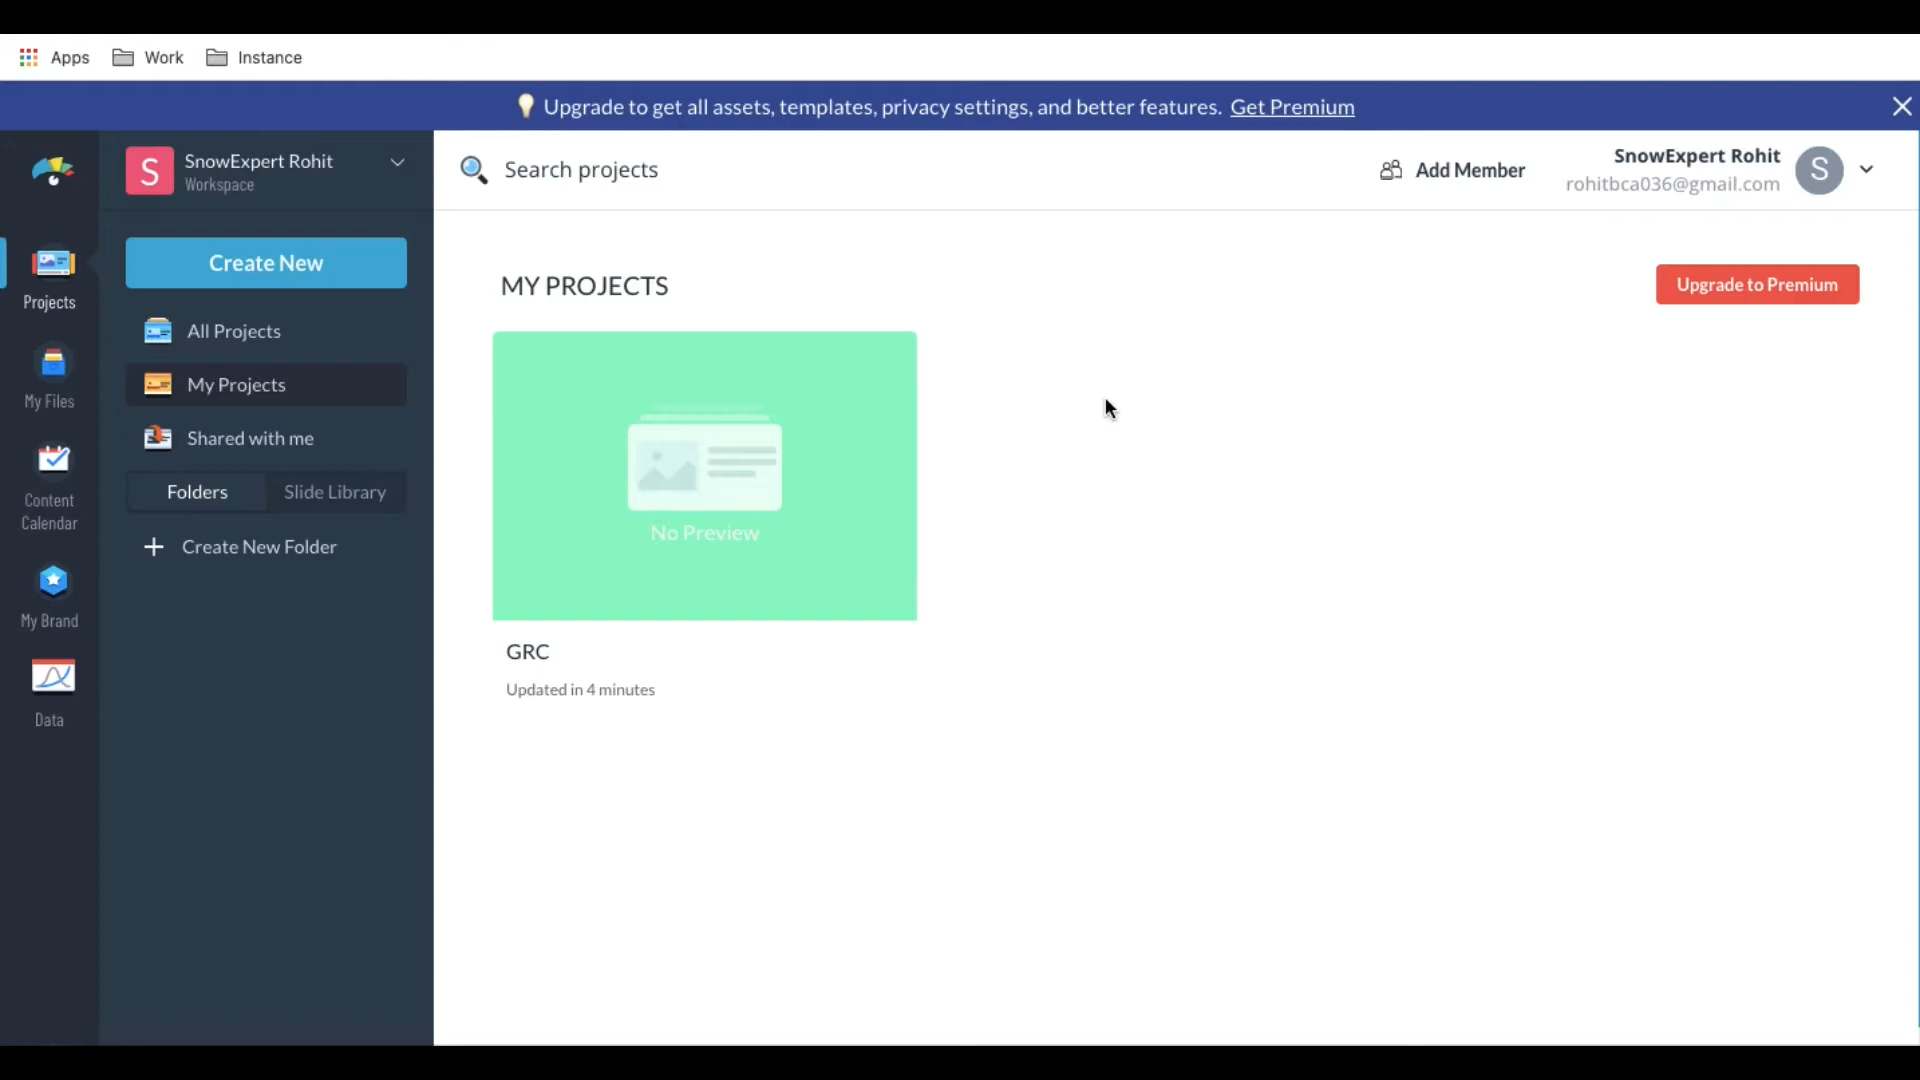 Apps Work Instance
Upgrade to get all assets, templates, privacy settings, and better features. Get Premium
S SnowExpert Rohit
Workspace
Search projects
Add Member
SnowExpert Rohit
rohitbca036@gmail.com
S
Projects
My Files
Content
Calendar
My Brand
Data
Create New
All Projects
My Projects
Shared with me
Folders Slide Library
Create New Folder
MY PROJECTS
Upgrade to Premium
No Preview
GRC
Updated in 4 minutes